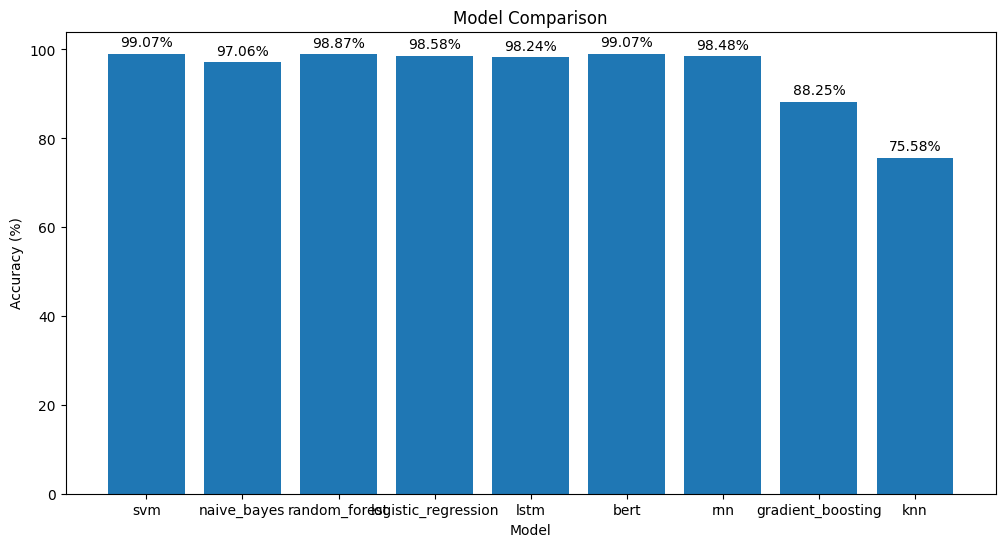 Model Comparison
99.07%
97.06%
98.87%
98.58%
98.24%
99.07%
98.48%
88.25%
75.58%
Accuracy (%)
100
80
60
40
20
0
svm
naive_bayes
random_forest
logistic_regression
lstm
bert
rnn
gradient_boosting
knn
Model